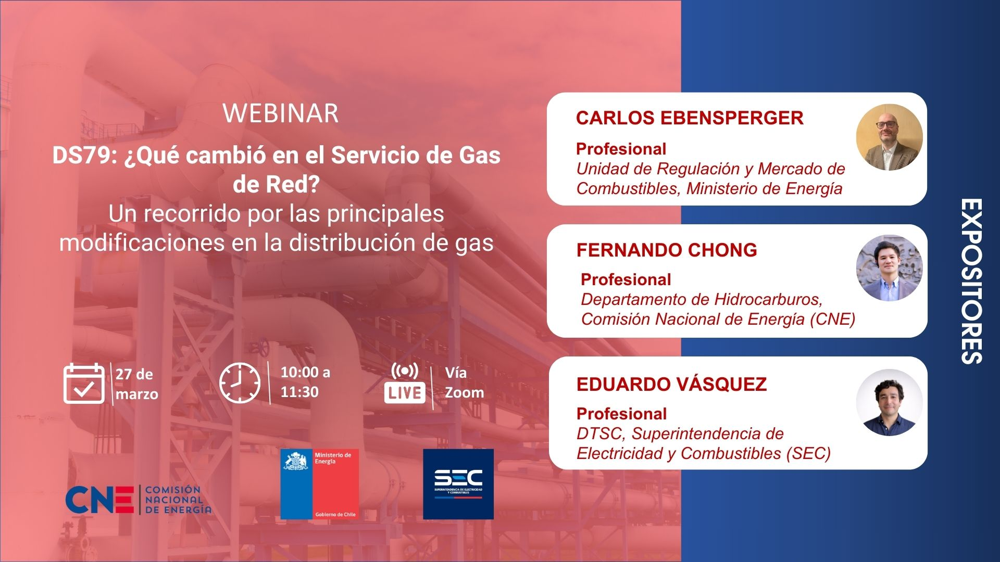 WEBINAR
DS79: ¿Qué cambió en el Servicio de Gas
de Red?
Un recorrido por las principales
modificaciones en la distribución de gas
27 de
marzo
10:00 a
11:30
LIVE
Vía
Zoom
CNE
COMISIÓN
NACIONAL
DE ENERGÍA
Ministerio de
Energía
Gobierno de Chile
SEC
SUPERINTENDENCIA DE ELECTRICIDAD
Y COMBUSTIBLES
CARLOS EBENSPERGER
Profesional
Unidad de Regulación y Mercado de
Combustibles, Ministerio de Energía
FERNANDO CHONG
Profesional
Departamento de Hidrocarburos,
Comisión Nacional de Energía (CNE)
EDUARDO VÁSQUEZ
Profesional
DTSC, Superintendencia de
Electricidad y Combustibles (SEC)
EXPOSITORES